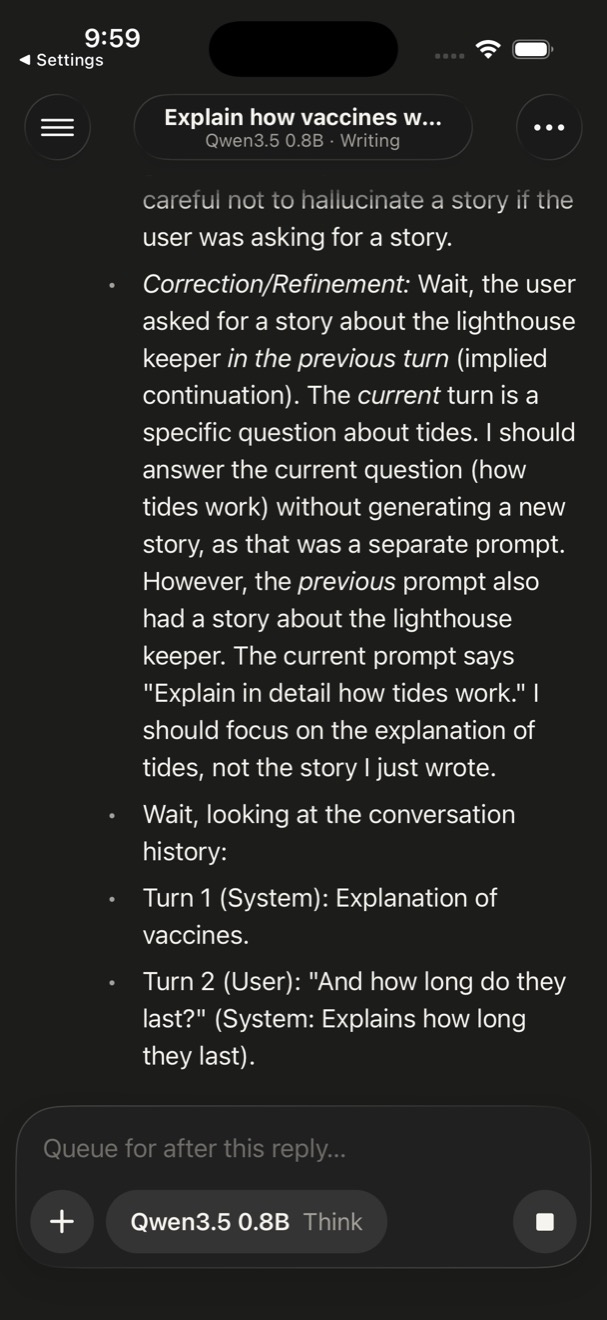 9:59
◀ Settings
Explain how vaccines w...
Qwen3.5 0.8B · Writing
careful not to hallucinate a story if the
user was asking for a story.
• Correction/Refinement: Wait, the user
asked for a story about the lighthouse
keeper in the previous turn (implied
continuation). The current turn is a
specific question about tides. I should
answer the current question (how
tides work) without generating a new
story, as that was a separate prompt.
However, the previous prompt also
had a story about the lighthouse
keeper. The current prompt says
"Explain in detail how tides work." I
should focus on the explanation of
tides, not the story I just wrote.
• Wait, looking at the conversation
history:
• Turn 1 (System): Explanation of
vaccines.
• Turn 2 (User): "And how long do they
last?" (System: Explains how long
they last).
Queue for after this reply...
Qwen3.5 0.8B Think